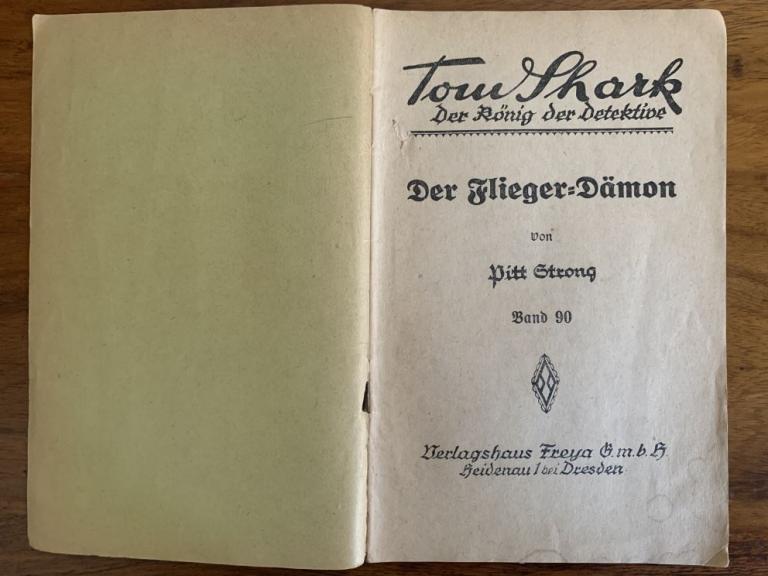 Tom Shark
Der König der Detektive
Der Flieger=Dämon
von
Pitt Strong
Band 90
Verlagshaus Freya G.m.b.H
Heidenau 1 bei Dresden